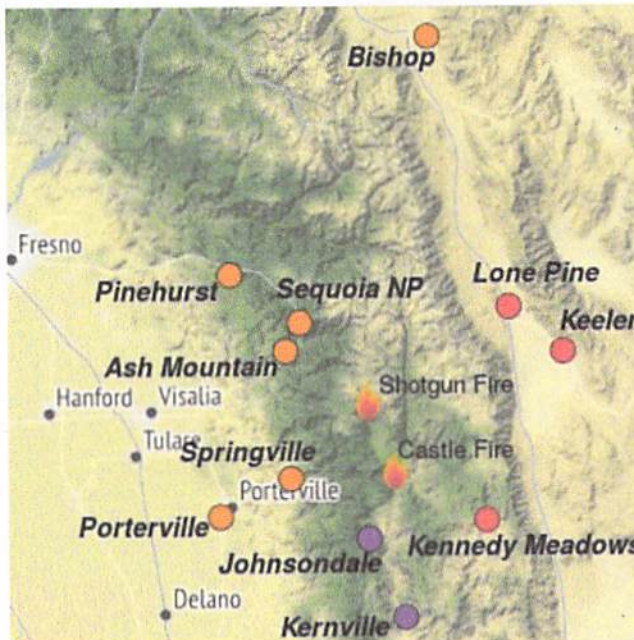 Bishop
Fresno
Lone Pine
Pinehurst
Sequoia NP
Keeler
Ash Mountain
Shotgun Fire
Hanford
Visalia
Tulare
Springville
Castle Fire
Porterville
Porterville
Kennedy Meadows
Johnsondale
Delano
Kernville